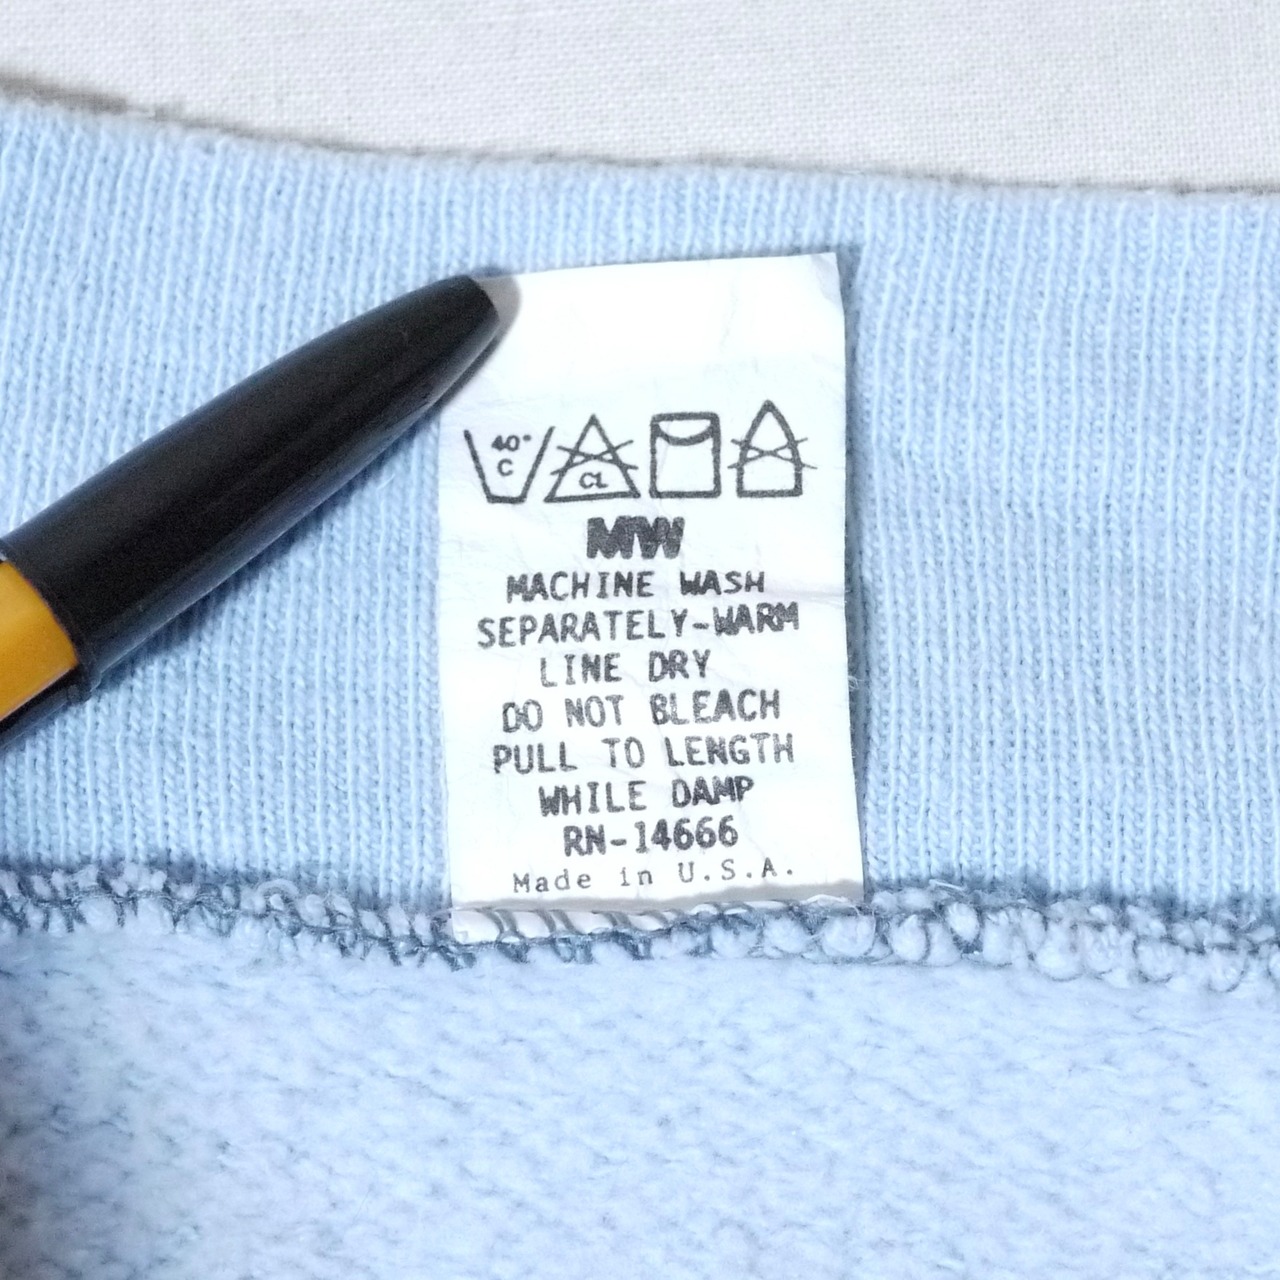 40°
C
CL
MW
MACHINE WASH
SEPARATELY-WARM
LINE DRY
DO NOT BLEACH
PULL TO LENGTH
WHILE DAMP
RN-14666
Made in U.S.A.